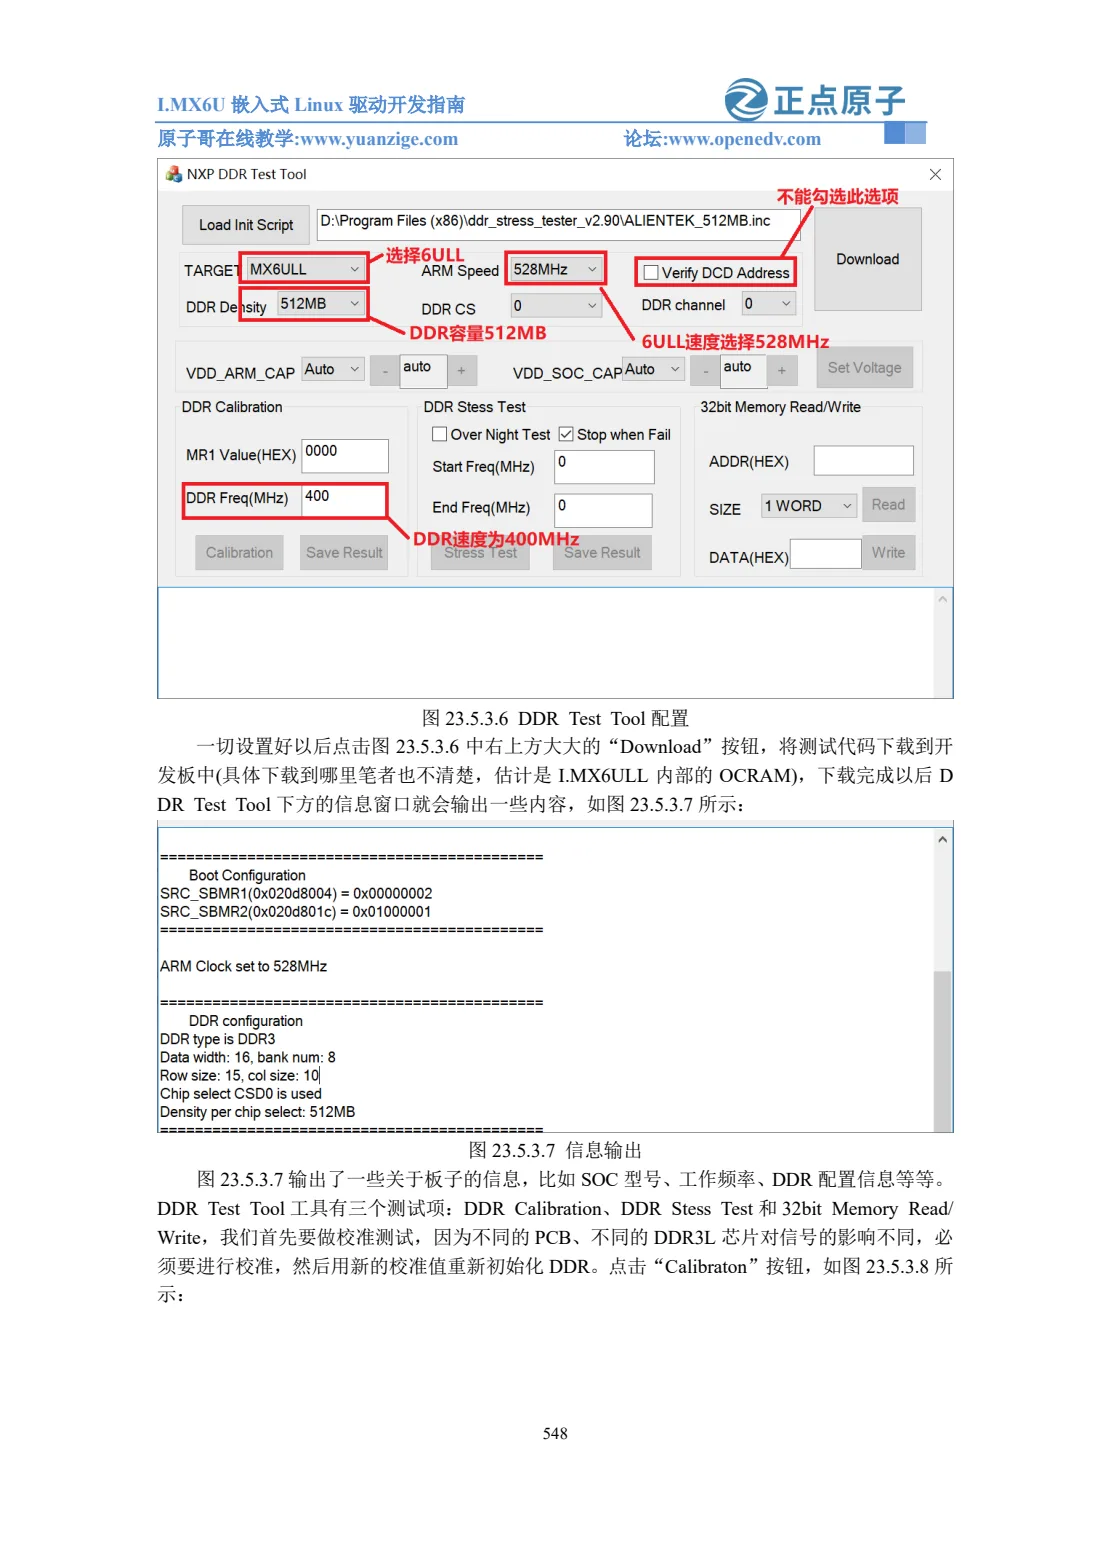 I.MX6U 嵌入式 Linux 驱动开发指南
正点原子
原子哥在线教学:www.yuanzige.com 论坛:www.openedv.com
NXP DDR Test Tool
不能勾选此选项
Load Init Script D:\Program Files (x86)\ddr_stress_tester_v2.90\ALIENTEK_512MB.inc
Download
选择6ULL
TARGET MX6ULL ARM Speed 528MHz Verify DCD Address
DDR Density 512MB DDR CS 0 DDR channel 0
DDR容量512MB
6ULL速度选择528MHz
VDD_ARM_CAP Auto - auto + VDD_SOC_CAP Auto - auto + Set Voltage
DDR Calibration DDR Stess Test 32bit Memory Read/Write
Over Night Test Stop when Fail
MR1 Value(HEX) 0000
Start Freq(MHz) 0
ADDR(HEX)
DDR Freq(MHz) 400
End Freq(MHz) 0
SIZE 1 WORD Read
DDR速度为400MHz
Calibration Save Result Stress Test Save Result
DATA(HEX) Write
图 23.5.3.6 DDR Test Tool 配置
一切设置好以后点击图 23.5.3.6 中右上方大大的“Download”按钮，将测试代码下载到开
发板中(具体下载到哪里笔者也不清楚，估计是 I.MX6ULL 内部的 OCRAM)，下载完成以后 D
DR Test Tool 下方的信息窗口就会输出一些内容，如图 23.5.3.7 所示：
============================================
Boot Configuration
SRC_SBMR1(0x020d8004) = 0x00000002
SRC_SBMR2(0x020d801c) = 0x01000001
============================================
ARM Clock set to 528MHz
============================================
DDR configuration
DDR type is DDR3
Data width: 16, bank num: 8
Row size: 15, col size: 10
Chip select CSD0 is used
Density per chip select: 512MB
============================================
图 23.5.3.7 信息输出
图 23.5.3.7 输出了一些关于板子的信息，比如 SOC 型号、工作频率、DDR 配置信息等等。
DDR Test Tool 工具有三个测试项：DDR Calibration、DDR Stess Test 和 32bit Memory Read/
Write，我们首先要做校准测试，因为不同的 PCB、不同的 DDR3L 芯片对信号的影响不同，必
须要进行校准，然后用新的校准值重新初始化 DDR。点击“Calibraton”按钮，如图 23.5.3.8 所
示：
548